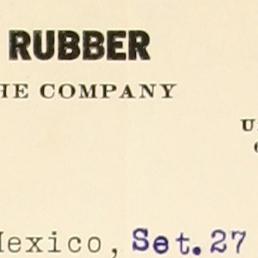 RUBBER
HE COMPANY
U
Mexico, Set. 27